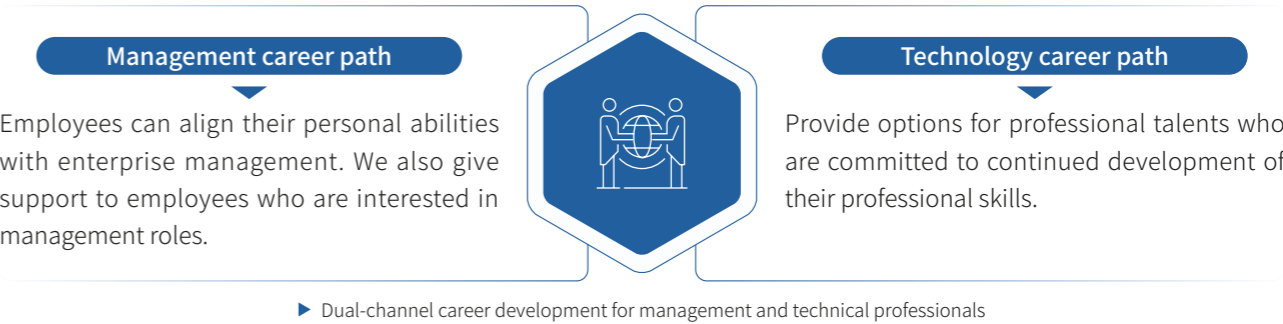 Management career path
Employees can align their personal abilities
with enterprise management. We also give
support to employees who are interested in
management roles.
Technology career path
Provide options for professional talents who
are committed to continued development of
their professional skills.
Dual-channel career development for management and technical professionals